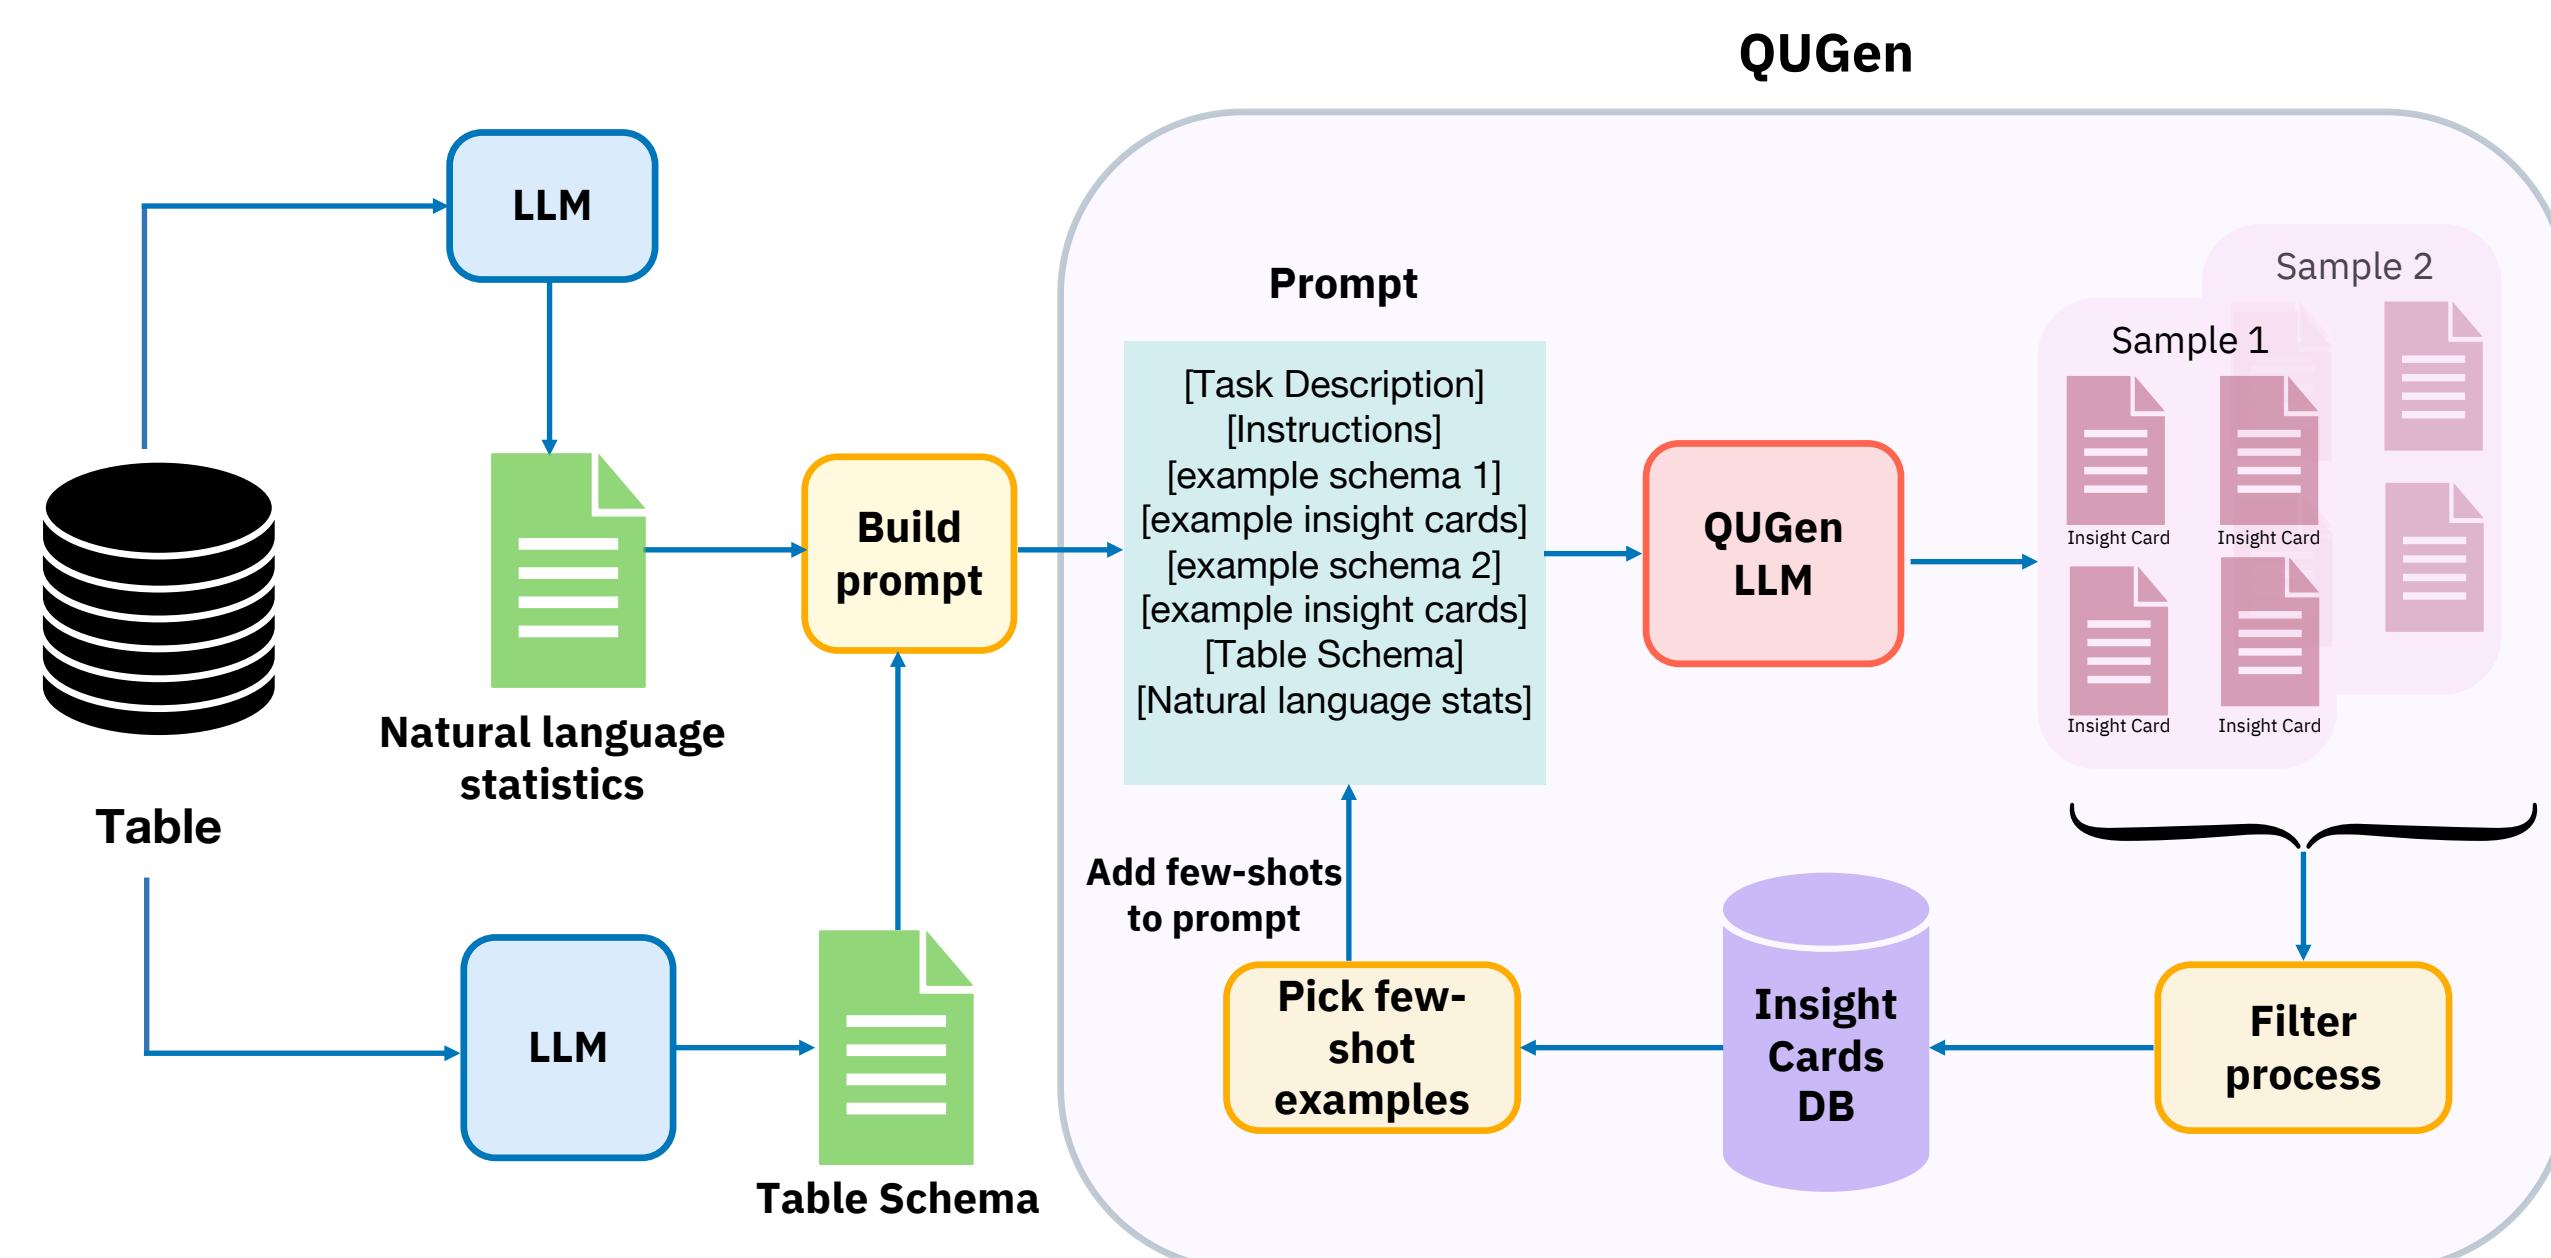 QUGen
LLM
Natural language
statistics
Table
LLM
Table Schema
Build
prompt
Prompt
[Task Description]
[Instructions]
[example schema 1]
[example insight cards]
[example schema 2]
[example insight cards]
[Table Schema]
[Natural language stats]
QUGen
LLM
Sample 2
Sample 1
Insight Card
Insight Card
Insight Card
Insight Card
Filter
process
Insight
Cards
DB
Pick few-
shot
examples
Add few-shots
to prompt